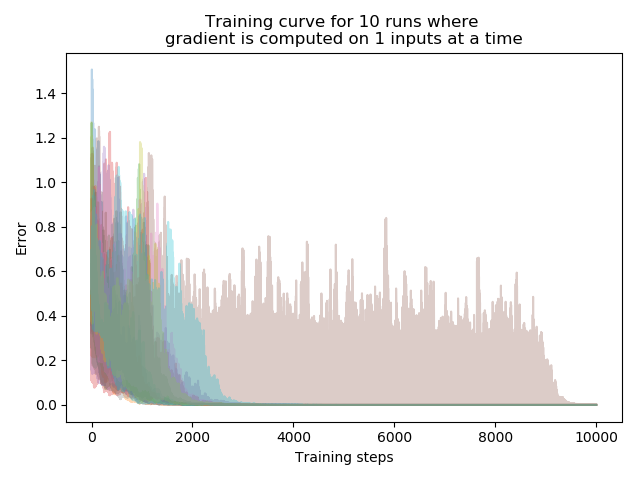 Training curve for 10 runs where
gradient is computed on 1 inputs at a time
1.4
1.2
1.0
0.8
0.6
0.4
0.2
0.0
Error
0 2000 4000 6000 8000 10000
Training steps